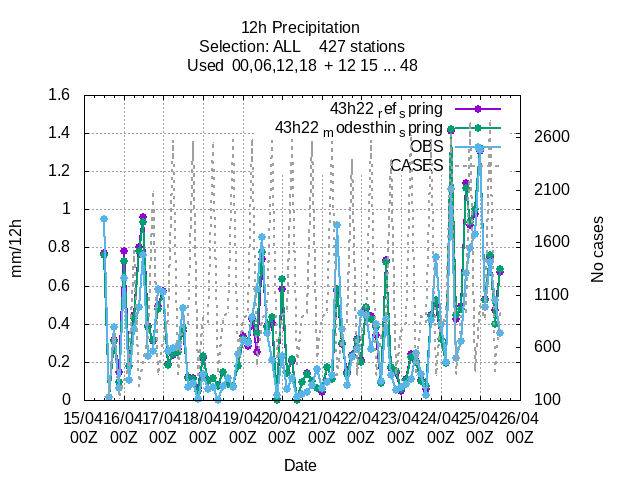 12h Precipitation
Selection: ALL    427 stations
Used  00,06,12,18  + 12 15 ... 48
43h22 refspring
43h22 modesthinspring
OBS
CASES
1.6
1.4
1.2
1
0.8
0.6
0.4
0.2
0
2600
2100
1600
1100
600
100
mm/12h
No cases
15/04 16/04 17/04 18/04 19/04 20/04 21/04 22/04 23/04 24/04 25/04 26/04
00Z 00Z 00Z 00Z 00Z 00Z 00Z 00Z 00Z 00Z 00Z 00Z
Date